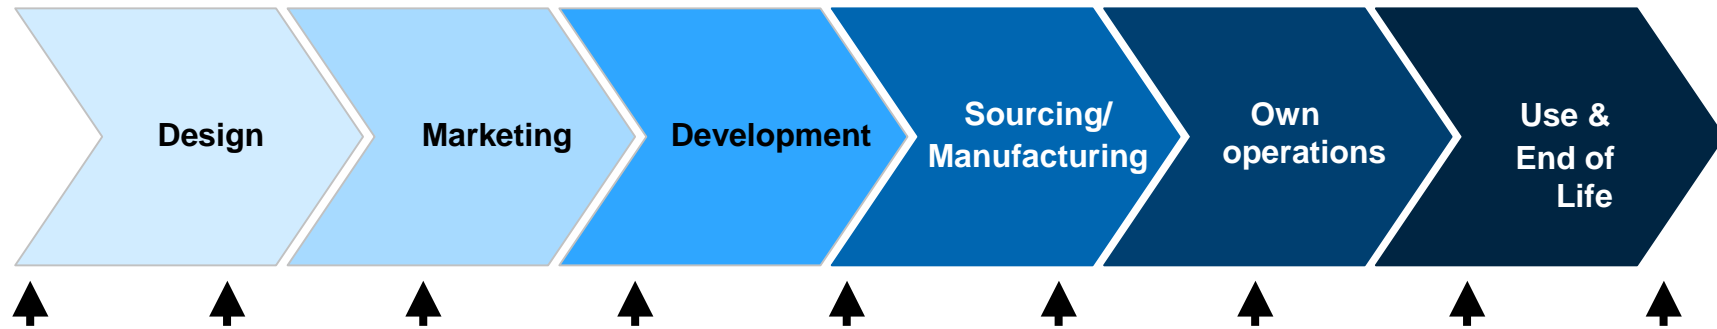 Design
Marketing
Development
Sourcing/
Manufacturing
Own
operations
Use &
End of
Life